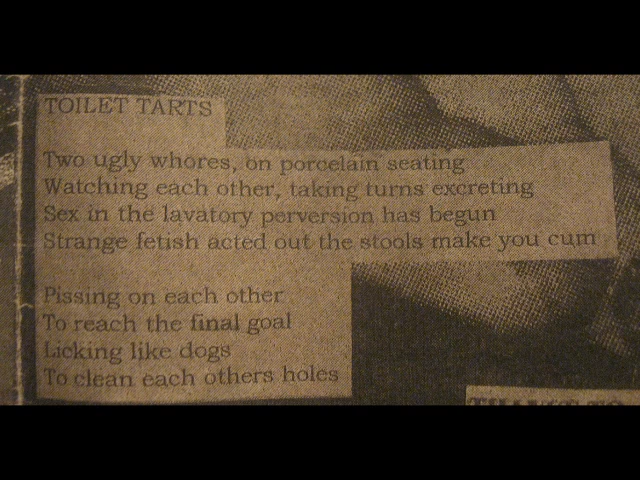 TOILET TARTS
Two ugly whores, on porcelain seating
Watching each other, taking turns excreting
Sex in the lavatory perversion has begun
Strange fetish acted out the stools make you cum
Pissing on each other
To reach the final goal
Licking like dogs
To clean each others holes